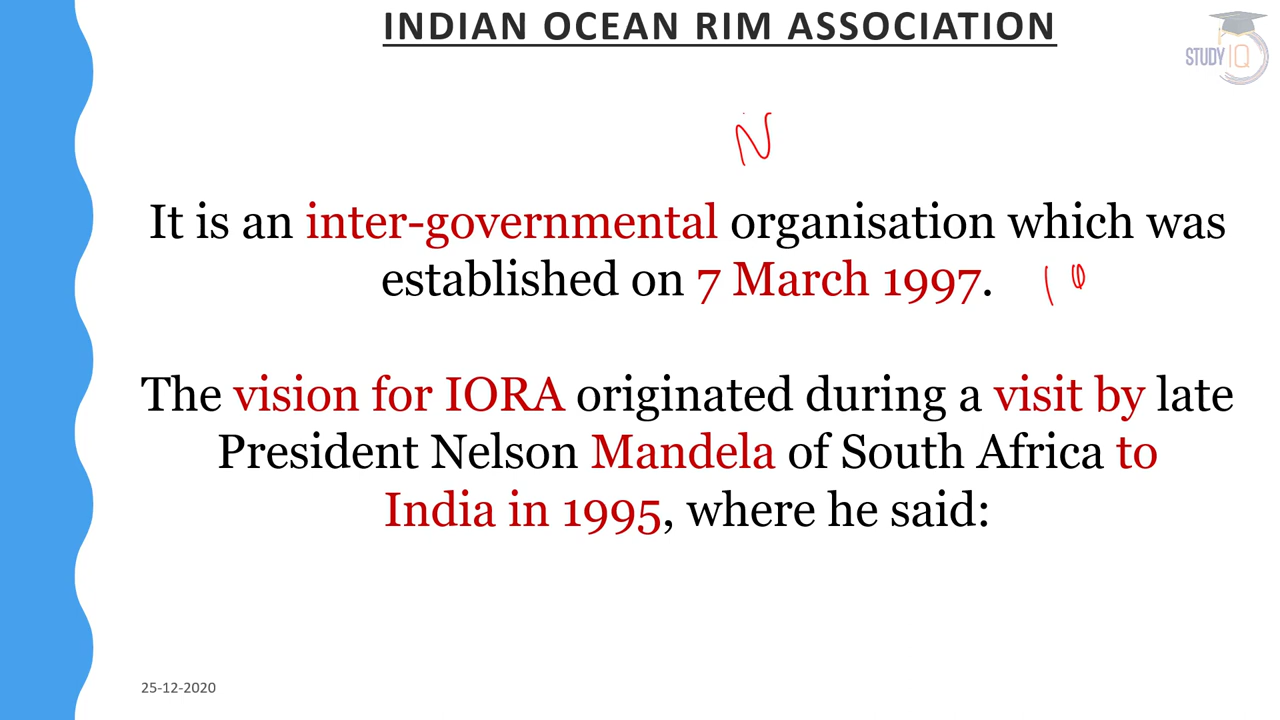 INDIAN OCEAN RIM ASSOCIATION
STUDY IQ
N
It is an inter-governmental organisation which was
established on 7 March 1997.
The vision for IORA originated during a visit by late
President Nelson Mandela of South Africa to
India in 1995, where he said:
25-12-2020